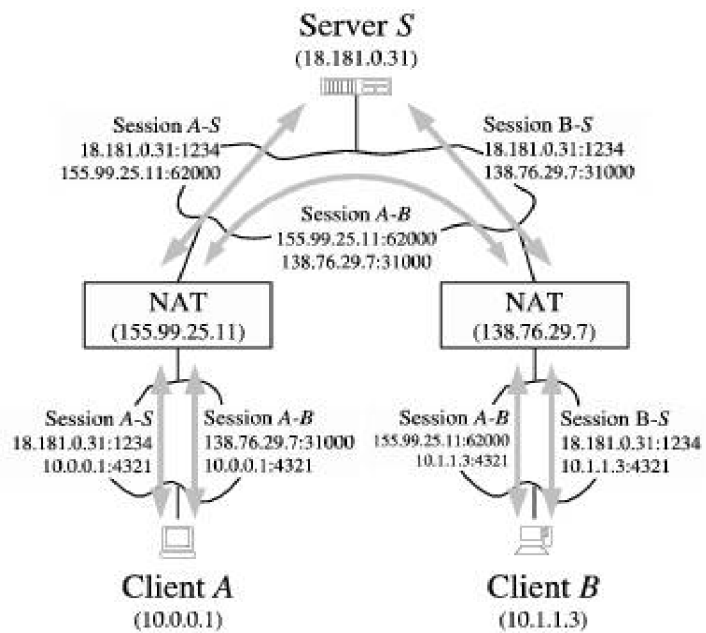 Server S
(18.181.0.31)
Session A-S
18.181.0.31:1234
155.99.25.11:62000
Session B-S
18.181.0.31:1234
138.76.29.7:31000
Session A-B
155.99.25.11:62000
138.76.29.7:31000
NAT
(155.99.25.11)
NAT
(138.76.29.7)
Session A-S
18.181.0.31:1234
10.0.0.1:4321
Session A-B
138.76.29.7:31000
10.0.0.1:4321
Session A-B
155.99.25.11:62000
10.1.1.3:4321
Session B-S
18.181.0.31:1234
10.1.1.3:4321
Client A
(10.0.0.1)
Client B
(10.1.1.3)